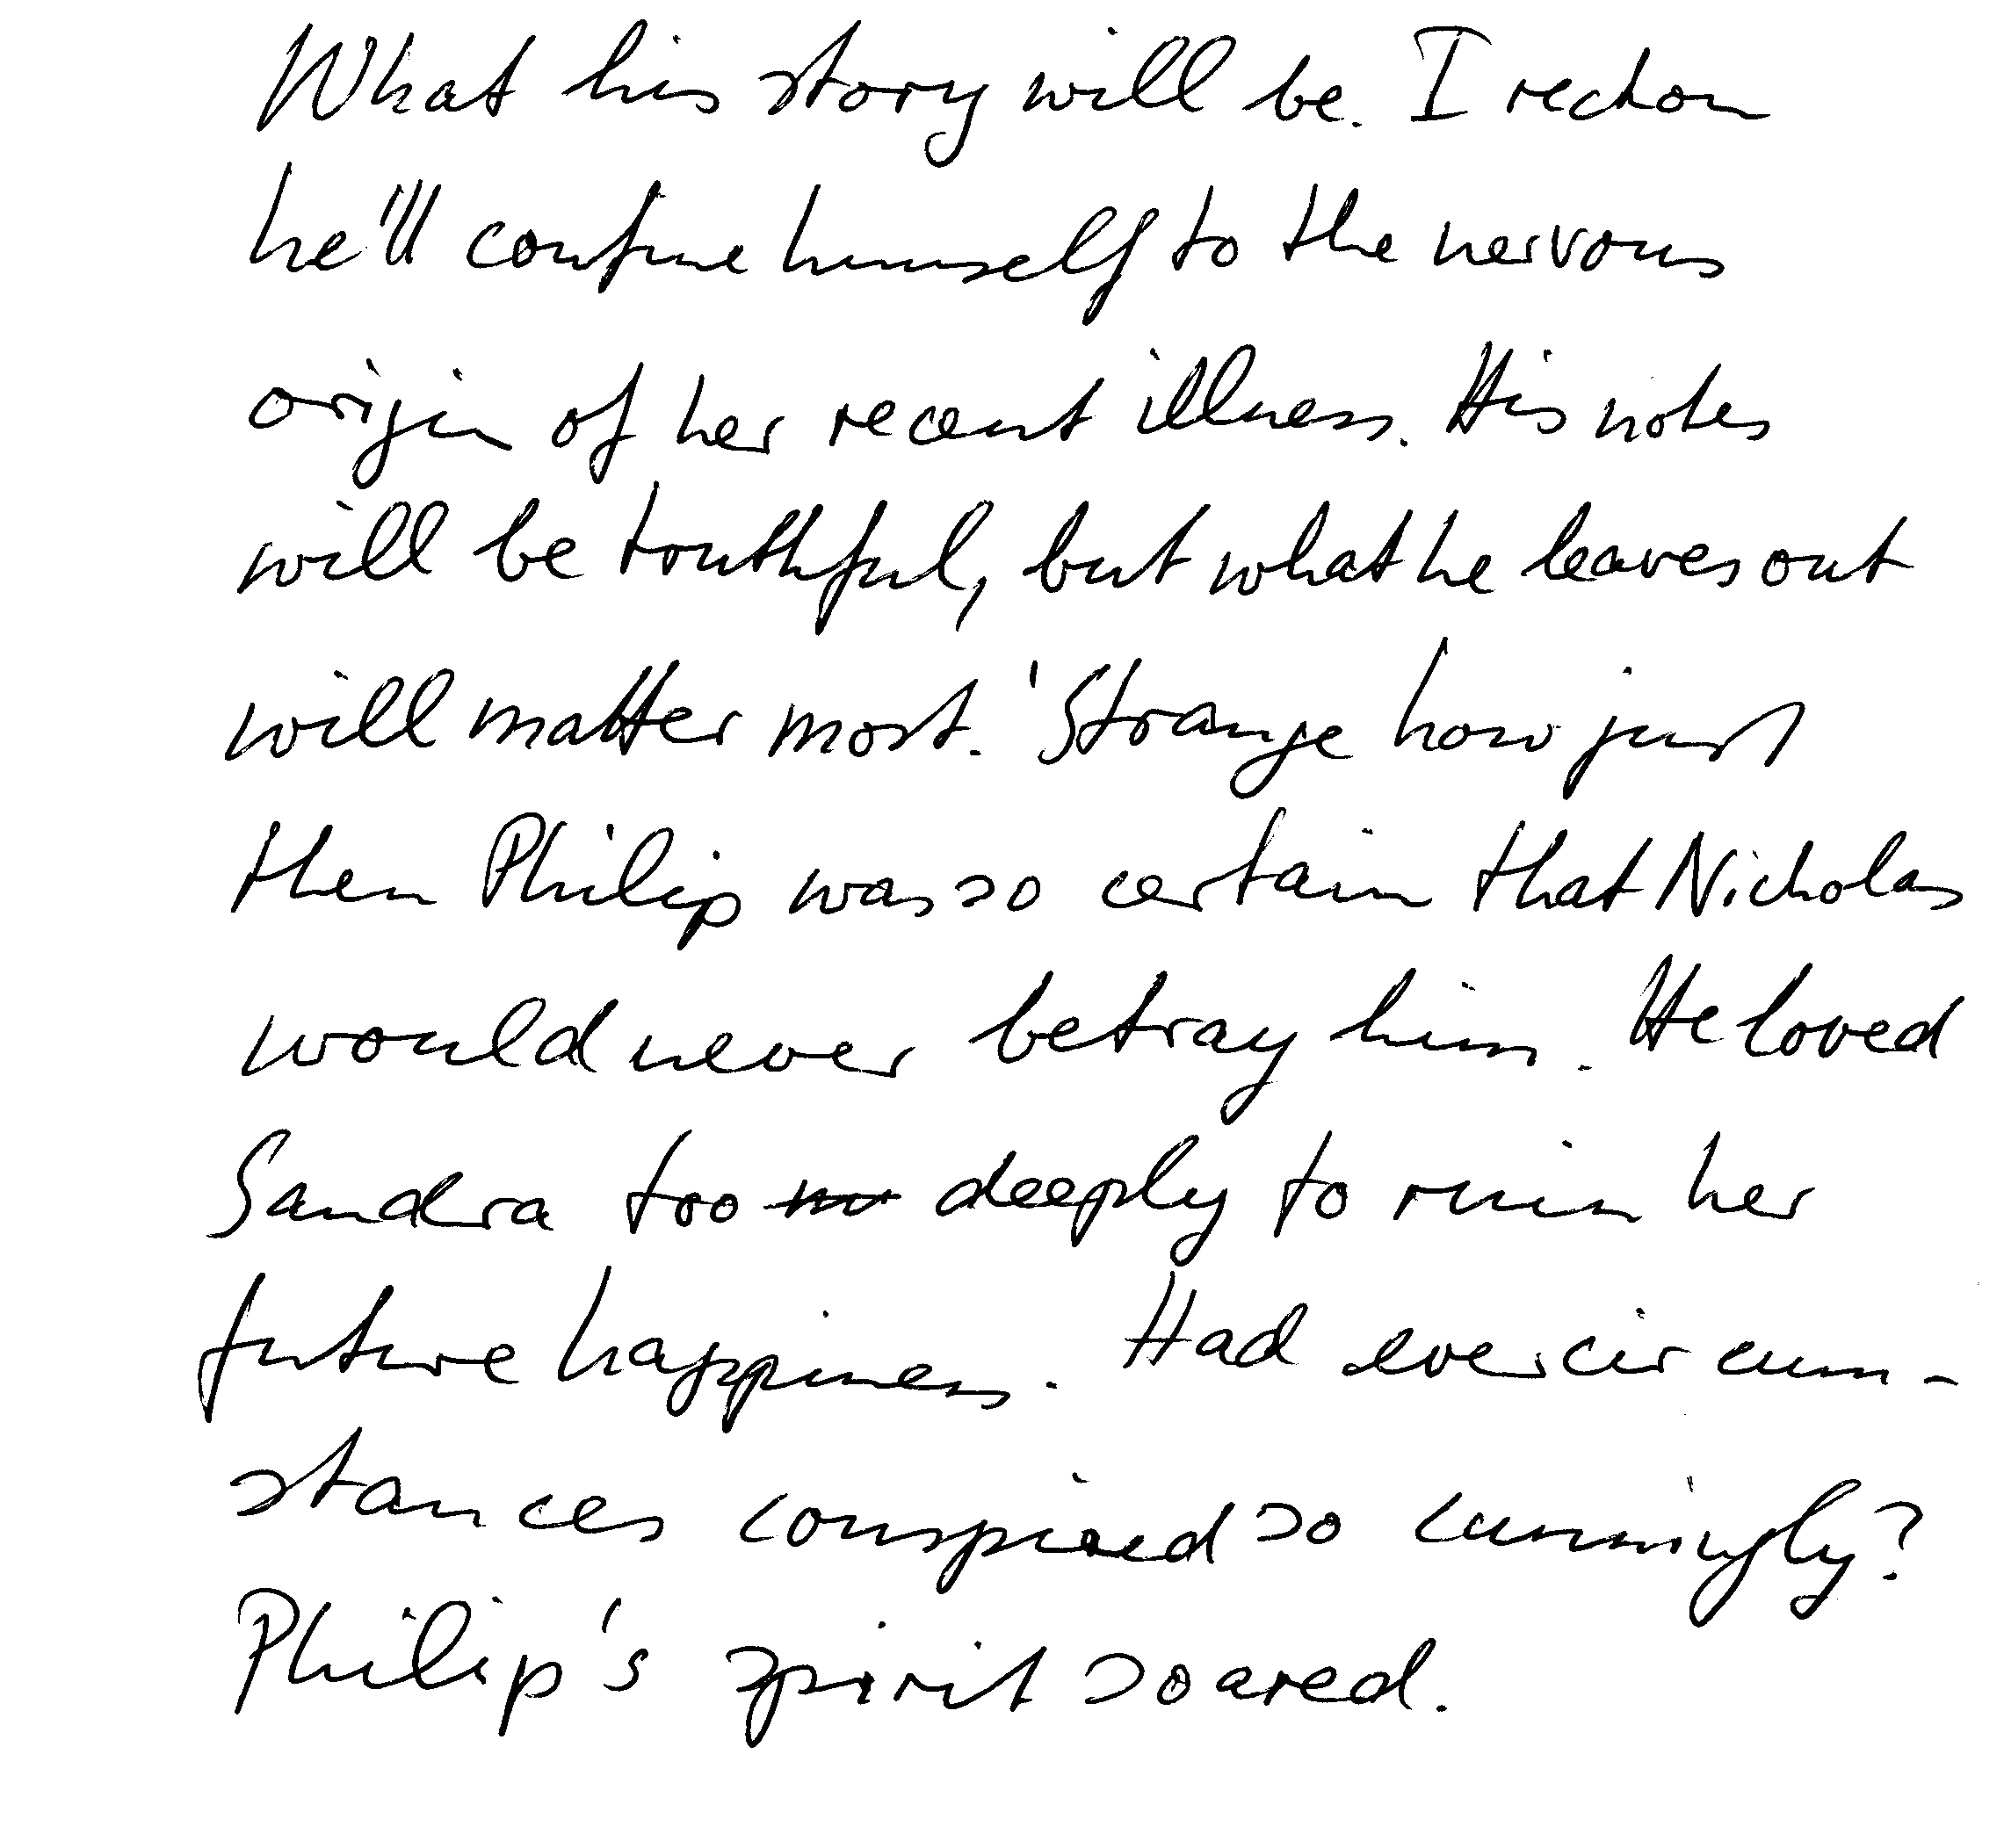 What his story will be. I reckon
he'll confine himself to the nervous
origin of her recent illness. His notes
will be truthful, but what he leaves out
will matter most.' Strange how just
then Philip was so certain that Nicholas
would never betray him. He loved
Sandra too deeply to ruin her
future happiness. Had ever circum-
stances conspired so cunningly?
Philip's spirit soared.